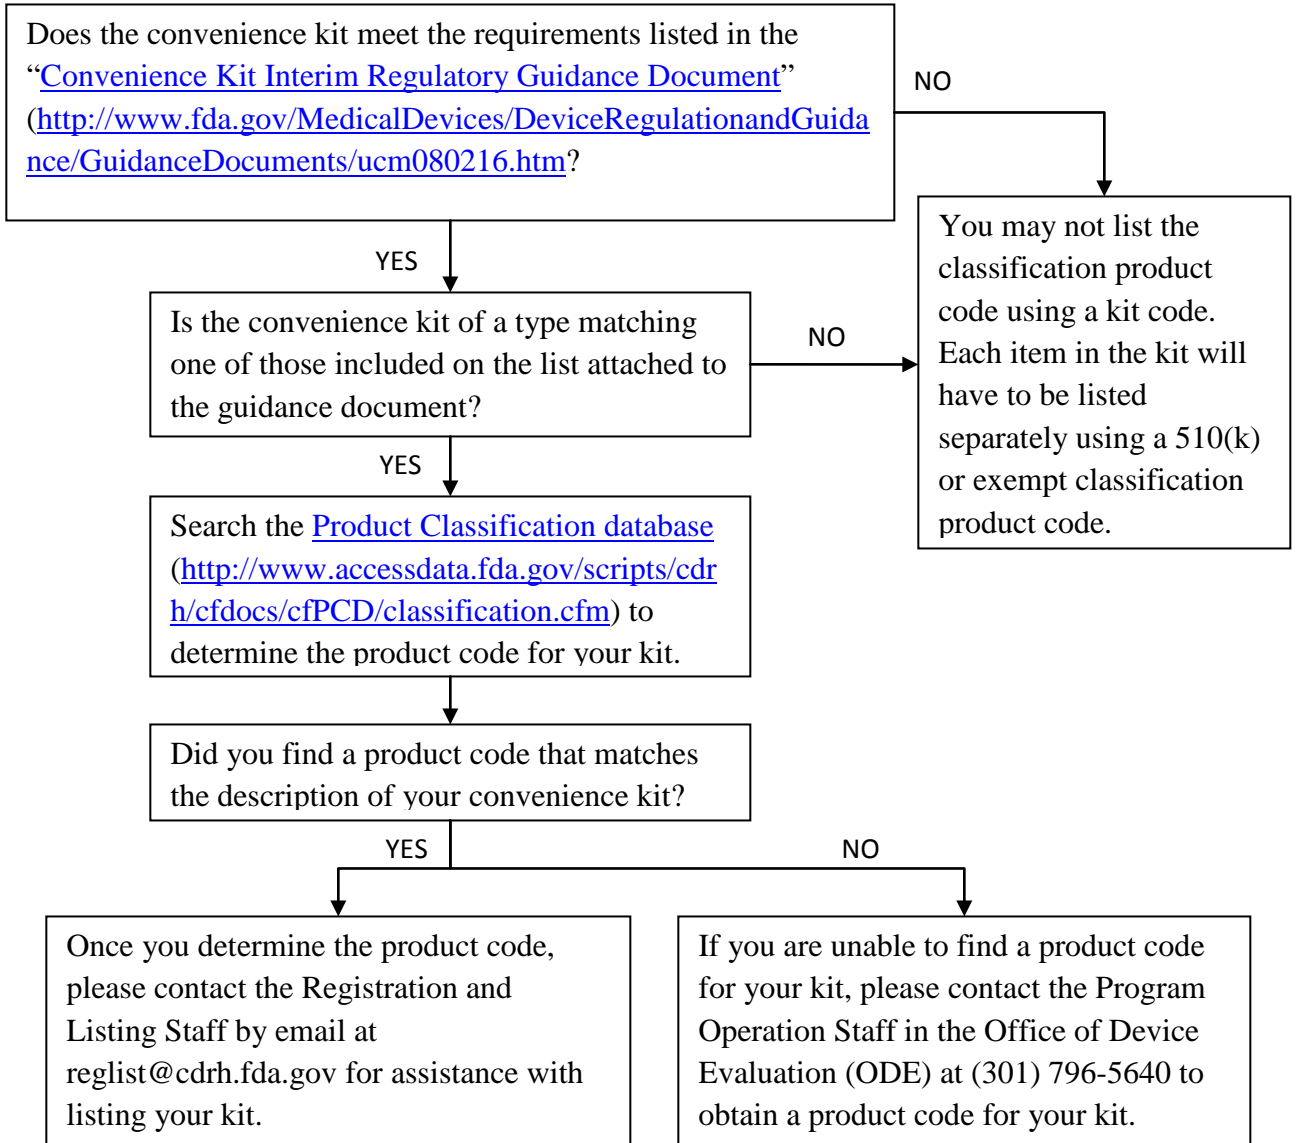 Does the convenience kit meet the requirements listed in the
“Convenience Kit Interim Regulatory Guidance Document”
(http://www.fda.gov/MedicalDevices/DeviceRegulationandGuida
nce/GuidanceDocuments/ucm080216.htm?
NO
You may not list the
classification product
code using a kit code.
Each item in the kit will
have to be listed
separately using a 510(k)
or exempt classification
product code.
YES
Is the convenience kit of a type matching
one of those included on the list attached to
the guidance document?
NO
YES
Search the Product Classification database
(http://www.accessdata.fda.gov/scripts/cdr
h/cfdocs/cfPCD/classification.cfm) to
determine the product code for your kit.
Did you find a product code that matches
the description of your convenience kit?
YES
NO
Once you determine the product code,
please contact the Registration and
Listing Staff by email at
reglist@cdrh.fda.gov for assistance with
listing your kit.
If you are unable to find a product code
for your kit, please contact the Program
Operation Staff in the Office of Device
Evaluation (ODE) at (301) 796-5640 to
obtain a product code for your kit.